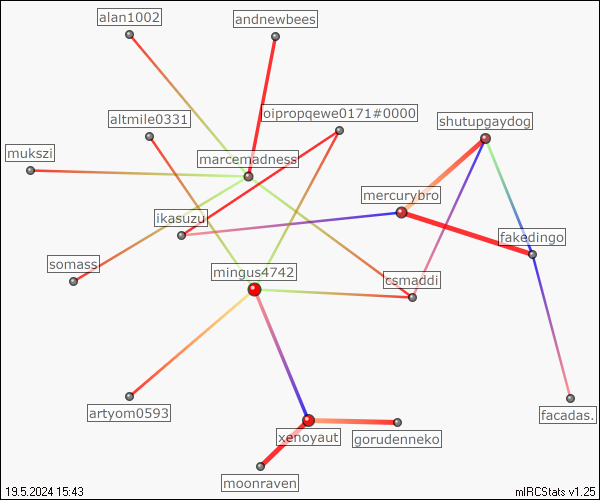 alan1002
andnewbees
altmile0331
oipropqewe0171#0000
shutupgaydog
mukszi
marcemadness
mercurybro
ikasuzu
fakedingo
somass
mingus4742
csmaddi
artyom0593
facadas.
xenoyaut
gorudenneko
moonraven
19.5.2024 15:43
mIRCStats v1.25